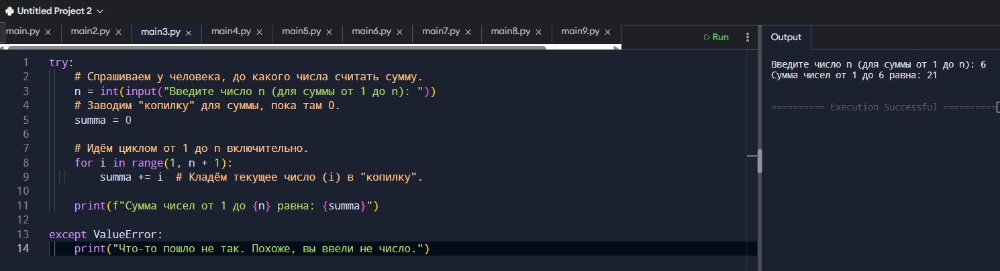 Untitled Project 2
main.py × main2.py × main3.py × main4.py × main5.py × main6.py × main7.py × main8.py × main9.py ×
Run
Output
1 try:
2     # Спрашиваем у человека, до какого числа считать сумму.
3     n = int(input("Введите число n (для суммы от 1 до n): "))
4     # Заводим "копилку" для суммы, пока там 0.
5     summa = 0
6
7     # Идём циклом от 1 до n включительно.
8     for i in range(1, n + 1):
9         summa += i  # Кладём текущее число (i) в "копилку".
10
11     print(f"Сумма чисел от 1 до {n} равна: {summa}")
12
13 except ValueError:
14     print("Что-то пошло не так. Похоже, вы ввели не число.")
Введите число n (для суммы от 1 до n): 6
Сумма чисел от 1 до 6 равна: 21
========== Execution Successful ==========